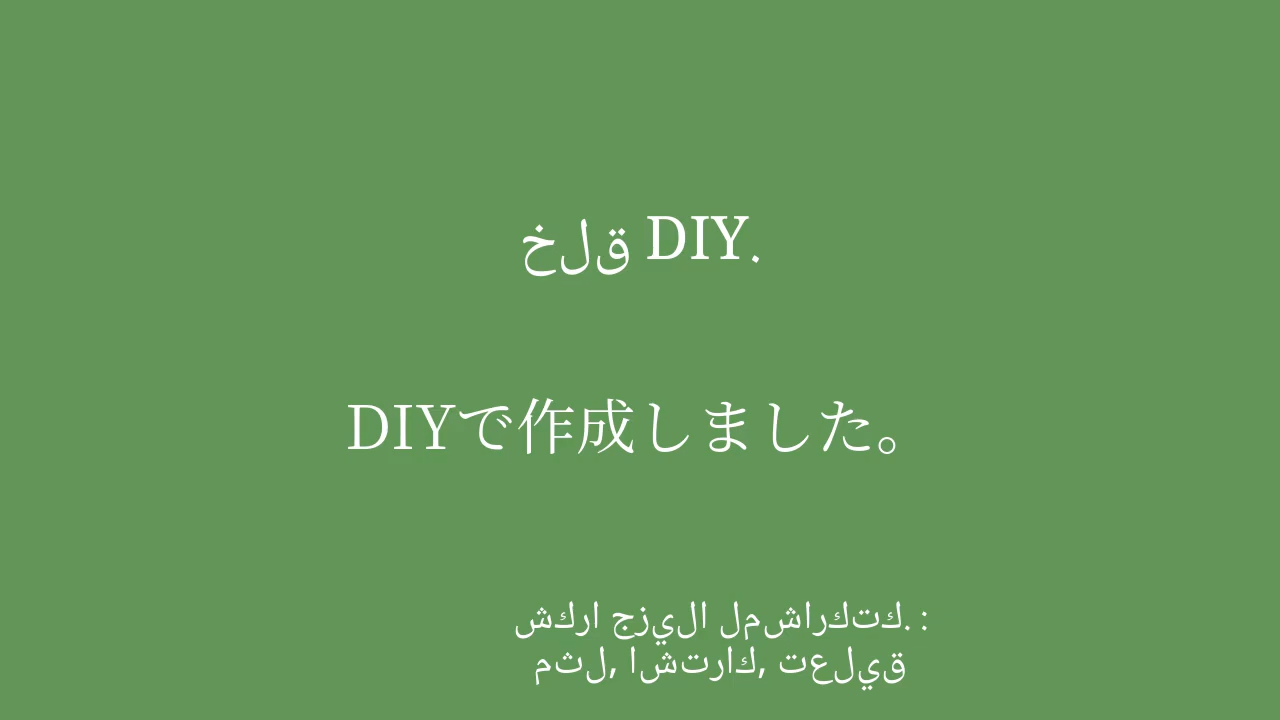 خلق DIY.
DIYで作成しました。
شكرا جزيلا لمشاركتك. :
مثل, اشتراك, تعليق